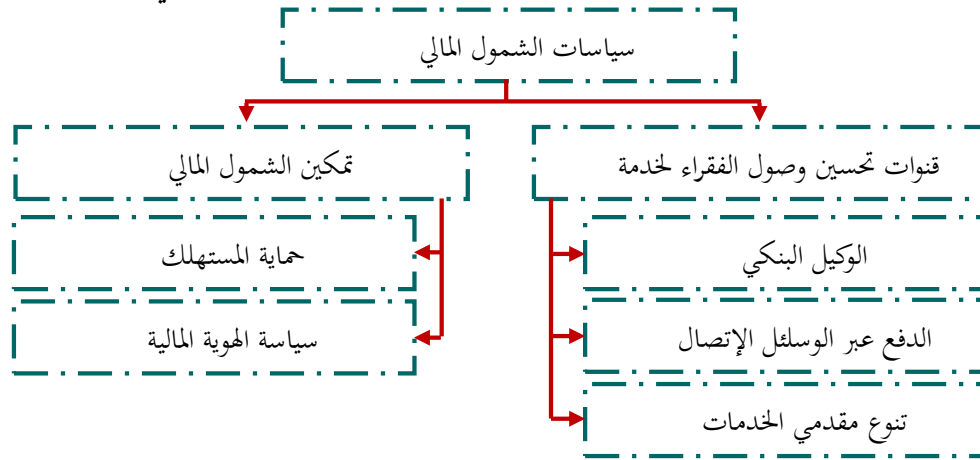 سياسات الشمول المالي
قنوات تحسين وصول الفقراء لخدمة
تمكين الشمول المالي
الوكيل البنكي
حماية المستهلك
الدفع عبر الوسلئل الإتصال
سياسة الهوية المالية
تنوع مقدمي الخدمات